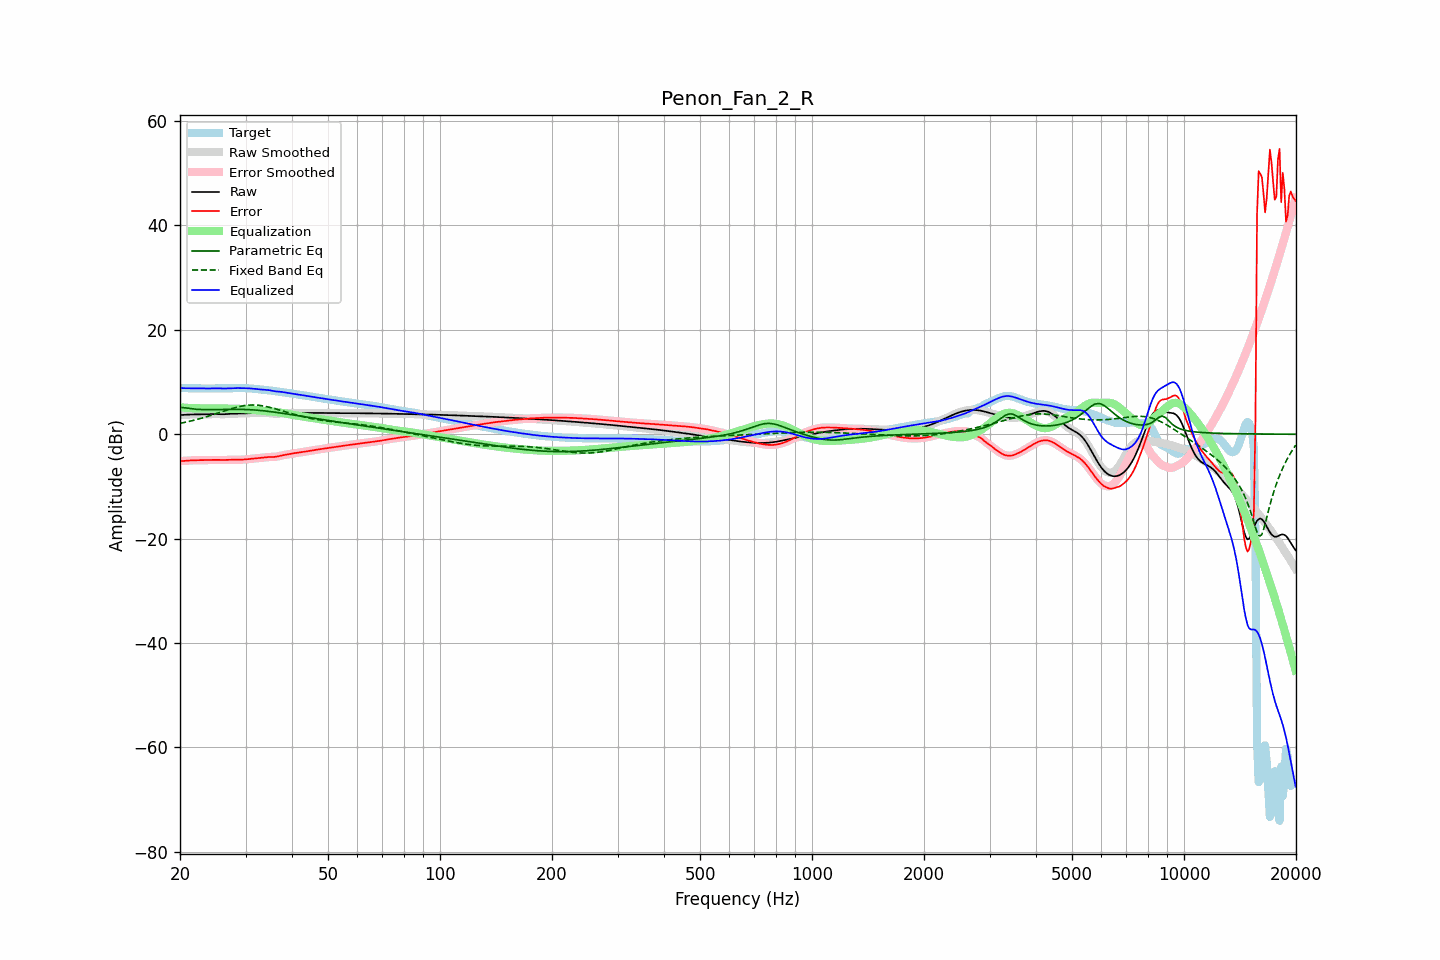 Penon_Fan_2_R
60
40
20
0
−20
−40
−60
−80
Amplitude (dBr)
Target
Raw Smoothed
Error Smoothed
Raw
Error
Equalization
Parametric Eq
Fixed Band Eq
Equalized
20 50 100 200 500 1000 2000 5000 10000 20000
Frequency (Hz)